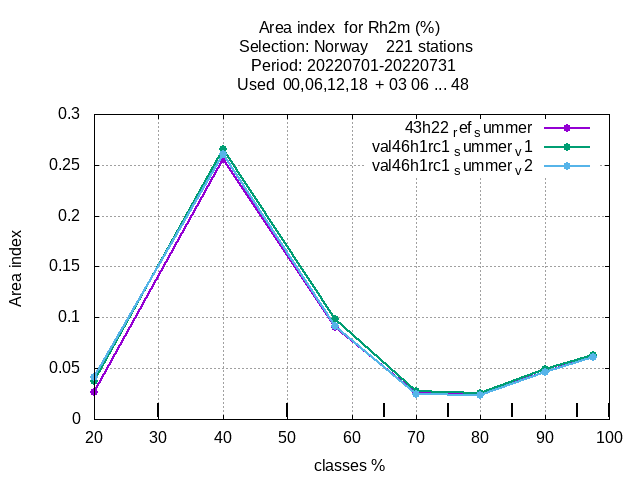 Area index  for Rh2m (%)
Selection: Norway    221 stations
Period: 20220701-20220731
Used  00,06,12,18  + 03 06 ... 48
43h22_ref_summer
val46h1rc1_summer_v1
val46h1rc1_summer_v2
0.3
0.25
0.2
0.15
0.1
0.05
0
Area index
20 30 40 50 60 70 80 90 100
classes %